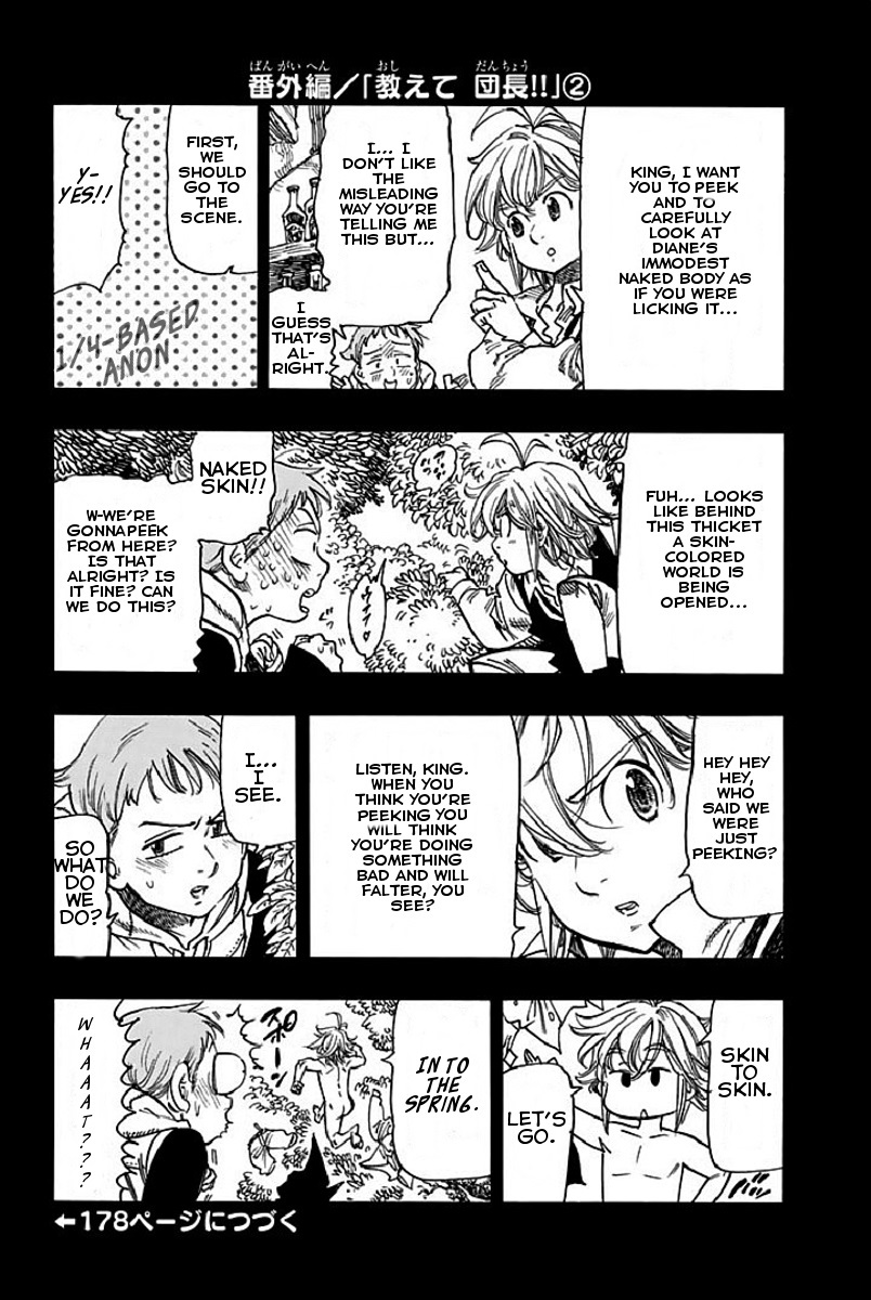 番外編／「教えて 団長!!」②
ばんがいへん
おし
だんちょう
KING, I WANT
YOU TO PEEK
AND TO
CAREFULLY
LOOK AT
DIANE'S
IMMODEST
NAKED BODY AS
IF YOU WERE
LICKING IT...
I... I
DON'T LIKE
THE
MISLEADING
WAY YOU'RE
TELLING ME
THIS BUT...
I
GUESS
THAT'S
AL-
RIGHT.
FIRST,
WE
SHOULD
GO TO
THE
SCENE.
Y-
YES!!
1/4-BASED
ANON
FUH... LOOKS
LIKE BEHIND
THIS THICKET
A SKIN-
COLORED
WORLD IS
BEING
OPENED...
NAKED
SKIN!!
W-WE'RE
GONNAPEEK
FROM HERE?
IS THAT
ALRIGHT? IS
IT FINE? CAN
WE DO THIS?
HEY HEY
HEY,
WHO
SAID WE
WERE
JUST
PEEKING?
LISTEN, KING.
WHEN YOU
THINK YOU'RE
PEEKING YOU
WILL THINK
YOU'RE DOING
SOMETHING
BAD AND WILL
FALTER, YOU
SEE?
I...
I
SEE.
SO
WHAT
DO
WE
DO?
SKIN
TO
SKIN.
LET'S
GO.
IN TO
THE
SPRING.
WHAAAT???
←178ページにつづく